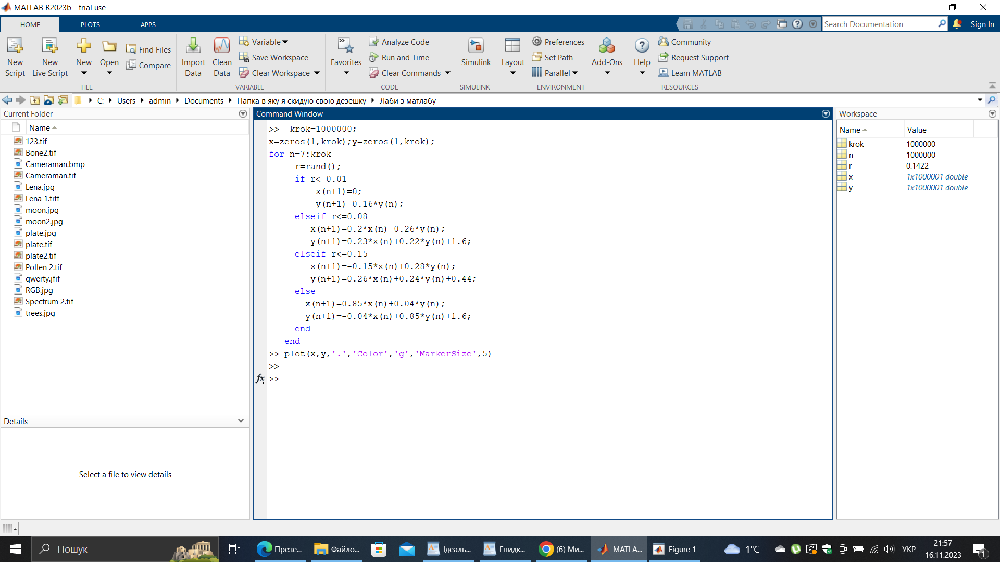 MATLAB R2023b - trial use
HOME PLOTS APPS
Search Documentation
Sign In
New Script
New Live Script
New
Open
Find Files
Compare
FILE
Import Data
Clean Data
Variable
Save Workspace
Clear Workspace
VARIABLE
Favorites
Analyze Code
Run and Time
Clear Commands
CODE
Simulink
SIMULINK
Layout
Preferences
Set Path
Parallel
Add-Ons
ENVIRONMENT
Help
Community
Request Support
Learn MATLAB
RESOURCES
C: Users admin Documents Папка в яку я скидую свою дезешку Лаби з матлабу
Current Folder
Name
123.tif
Bone2.tif
Cameraman.bmp
Cameraman.tif
Lena.jpg
Lena 1.tiff
moon.jpg
moon2.jpg
plate.jpg
plate.tif
plate2.tif
Pollen 2.tif
qwerty.jfif
RGB.jpg
Spectrum 2.tif
trees.jpg
Details
Select a file to view details
Command Window
>> krok=1000000;
x=zeros(1,krok);y=zeros(1,krok);
for n=7:krok
r=rand();
if r<=0.01
x(n+1)=0;
y(n+1)=0.16*y(n);
elseif r<=0.08
x(n+1)=0.2*x(n)-0.26*y(n);
y(n+1)=0.23*x(n)+0.22*y(n)+1.6;
elseif r<=0.15
x(n+1)=-0.15*x(n)+0.28*y(n);
y(n+1)=0.26*x(n)+0.24*y(n)+0.44;
else
x(n+1)=0.85*x(n)+0.04*y(n);
y(n+1)=-0.04*x(n)+0.85*y(n)+1.6;
end
end
>> plot(x,y,'.','Color','g','MarkerSize',5)
>>
fx >>
Workspace
Name Value
krok 1000000
n 1000000
r 0.1422
x 1x1000001 double
y 1x1000001 double
Пошук
Презе...
Файло...
Ідеаль...
Гнидк...
(6) Ми...
MATLA...
Figure 1
1°C
УКР
21:57
16.11.2023
1